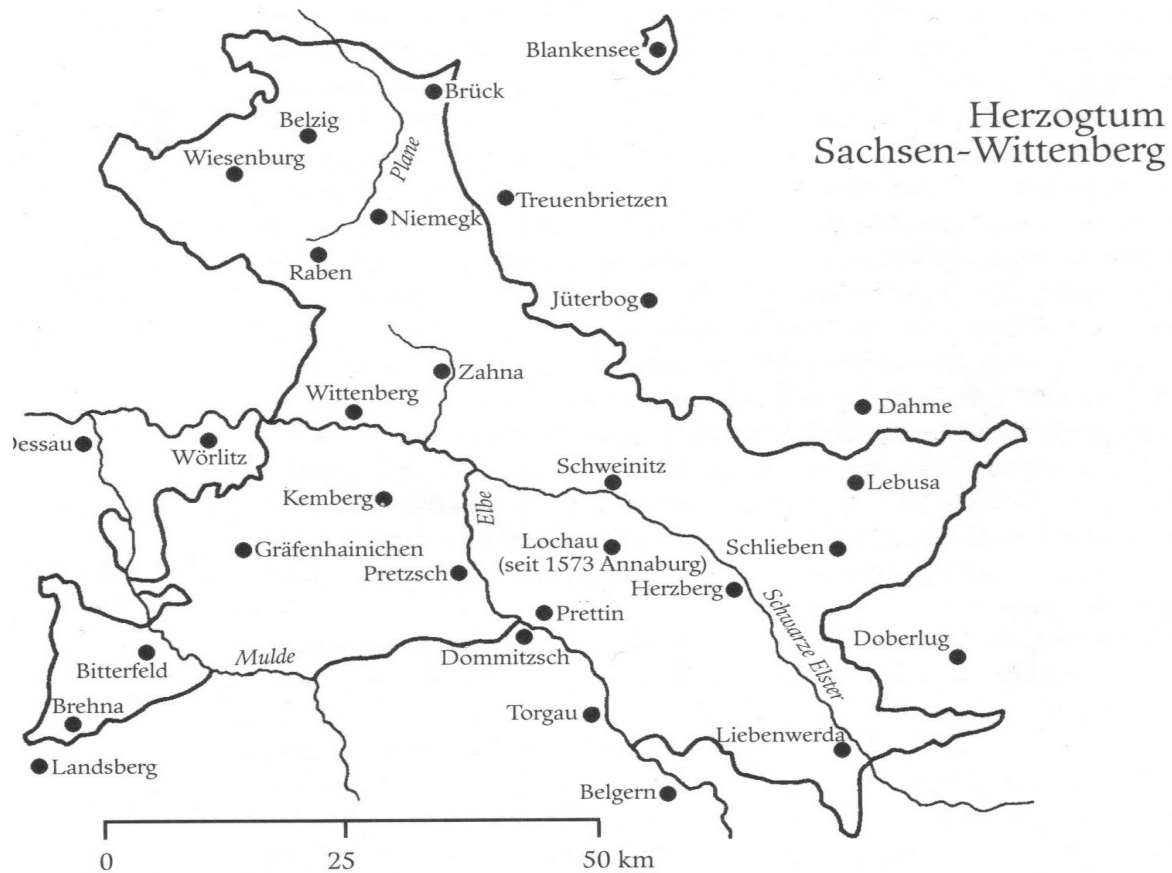 Blankensee
Brück
Herzogtum
Sachsen-Wittenberg
Belzig
Wiesenburg
Plane
Treuenbrietzen
Niemegk
Raben
Jüterbog
Zahna
Wittenberg
Dahme
essau
Wörlitz
Schweinitz
Lebusa
Kemberg
Elbe
Lochau
(seit 1573 Annaburg)
Schlieben
Gräfenhainichen
Pretzsch
Herzberg
Prettin
Schwarze Elster
Doberlug
Dommitzsch
Mulde
Bitterfeld
Brehna
Torgau
Liebenwerda
Landsberg
Belgern
0 25 50 km